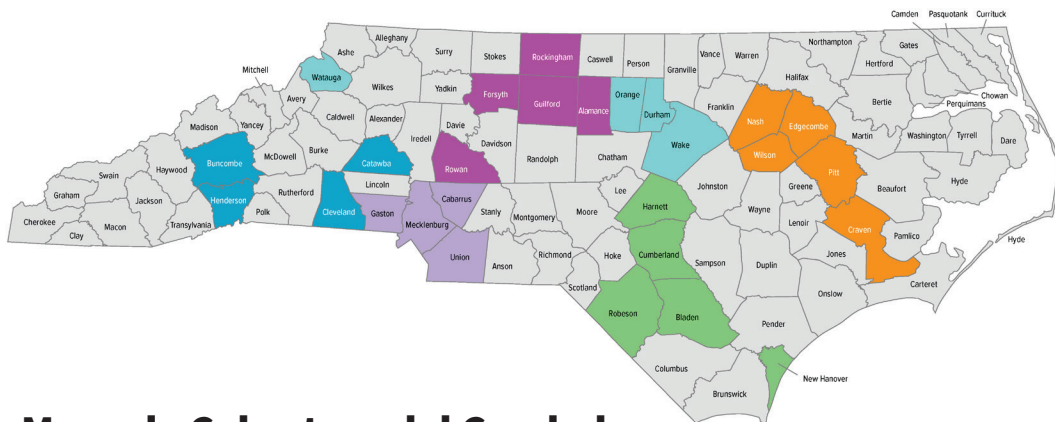 Camden
Pasquotank
Currituck
Alleghany
Ashe
Surry
Stokes
Rockingham
Caswell
Person
Granville
Vance
Warren
Northampton
Gates
Hertford
Halifax
Chowan
Perquimans
Bertie
Mitchell
Watauga
Wilkes
Yadkin
Forsyth
Guilford
Alamance
Orange
Durham
Franklin
Nash
Edgecombe
Martin
Washington
Tyrrell
Dare
Avery
Madison
Yancey
Caldwell
Alexander
Iredell
Davie
Davidson
Randolph
Chatham
Wake
Wilson
Pitt
Beaufort
Hyde
Swain
Haywood
Buncombe
McDowell
Burke
Catawba
Rowan
Lincoln
Graham
Jackson
Henderson
Rutherford
Polk
Cleveland
Gaston
Cabarrus
Mecklenburg
Stanly
Montgomery
Moore
Lee
Harnett
Johnston
Wayne
Greene
Lenoir
Craven
Pamlico
Cherokee
Clay
Macon
Transylvania
Union
Anson
Richmond
Hoke
Scotland
Cumberland
Sampson
Duplin
Jones
Onslow
Carteret
Hyde
Robeson
Bladen
Pender
Columbus
Brunswick
New Hanover